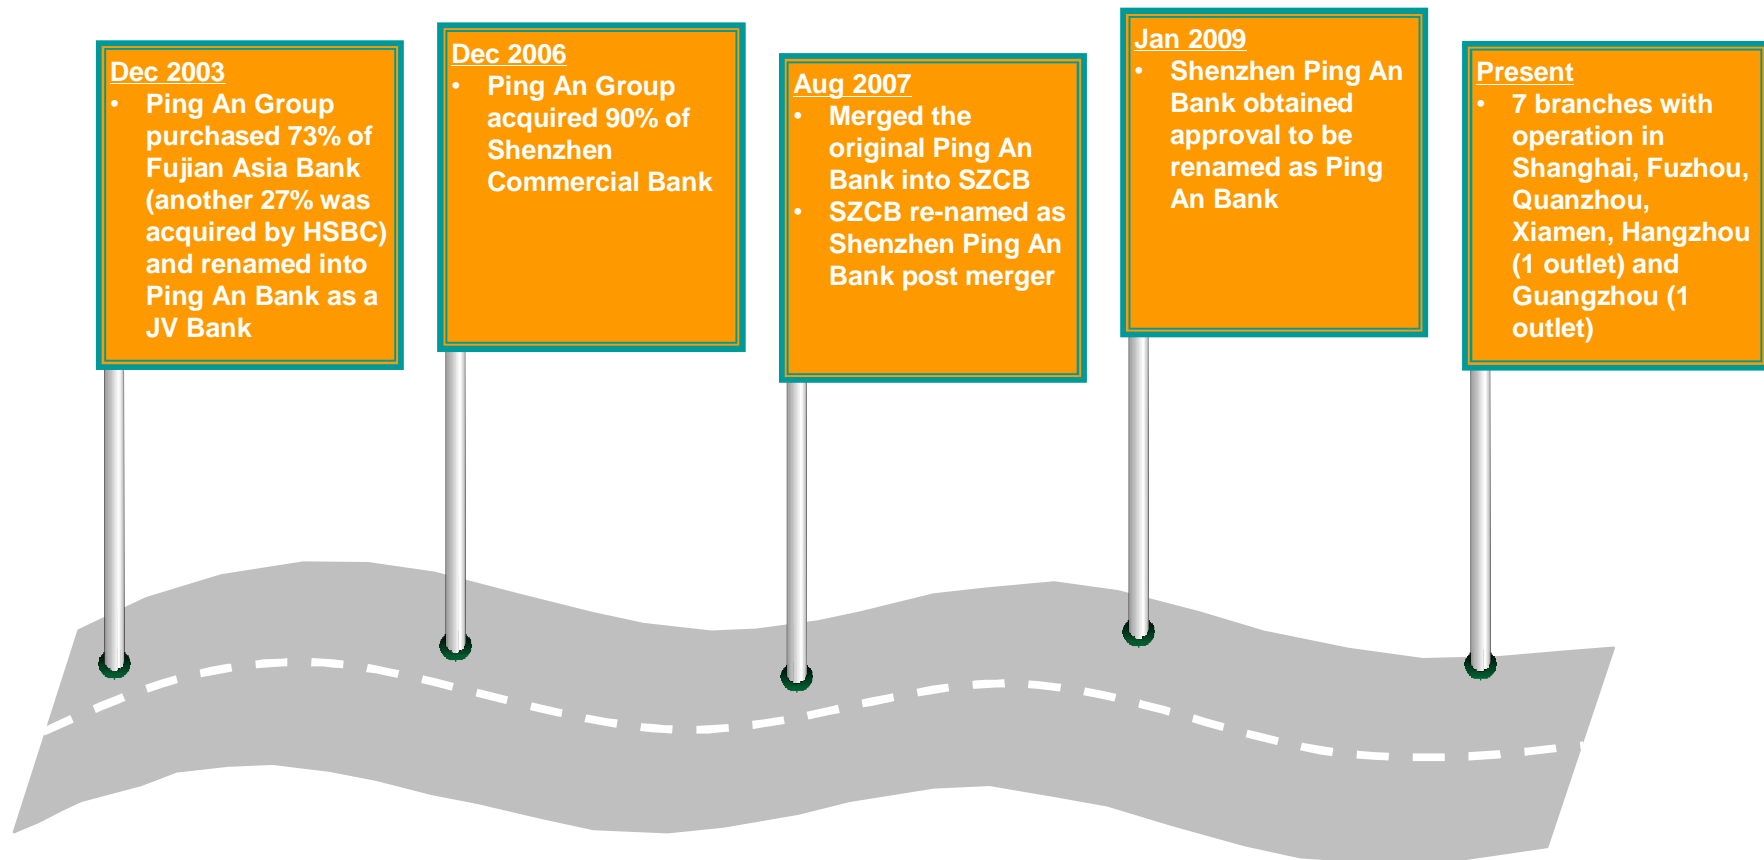 Dec 2003
• Ping An Group
purchased 73% of
Fujian Asia Bank
(another 27% was
acquired by HSBC)
and renamed into
Ping An Bank as a
JV Bank
Dec 2006
• Ping An Group
acquired 90% of
Shenzhen
Commercial Bank
Aug 2007
• Merged the
original Ping An
Bank into SZCB
• SZCB re-named as
Shenzhen Ping An
Bank post merger
Jan 2009
• Shenzhen Ping An
Bank obtained
approval to be
renamed as Ping
An Bank
Present
• 7 branches with
operation in
Shanghai, Fuzhou,
Quanzhou,
Xiamen, Hangzhou
(1 outlet) and
Guangzhou (1
outlet)